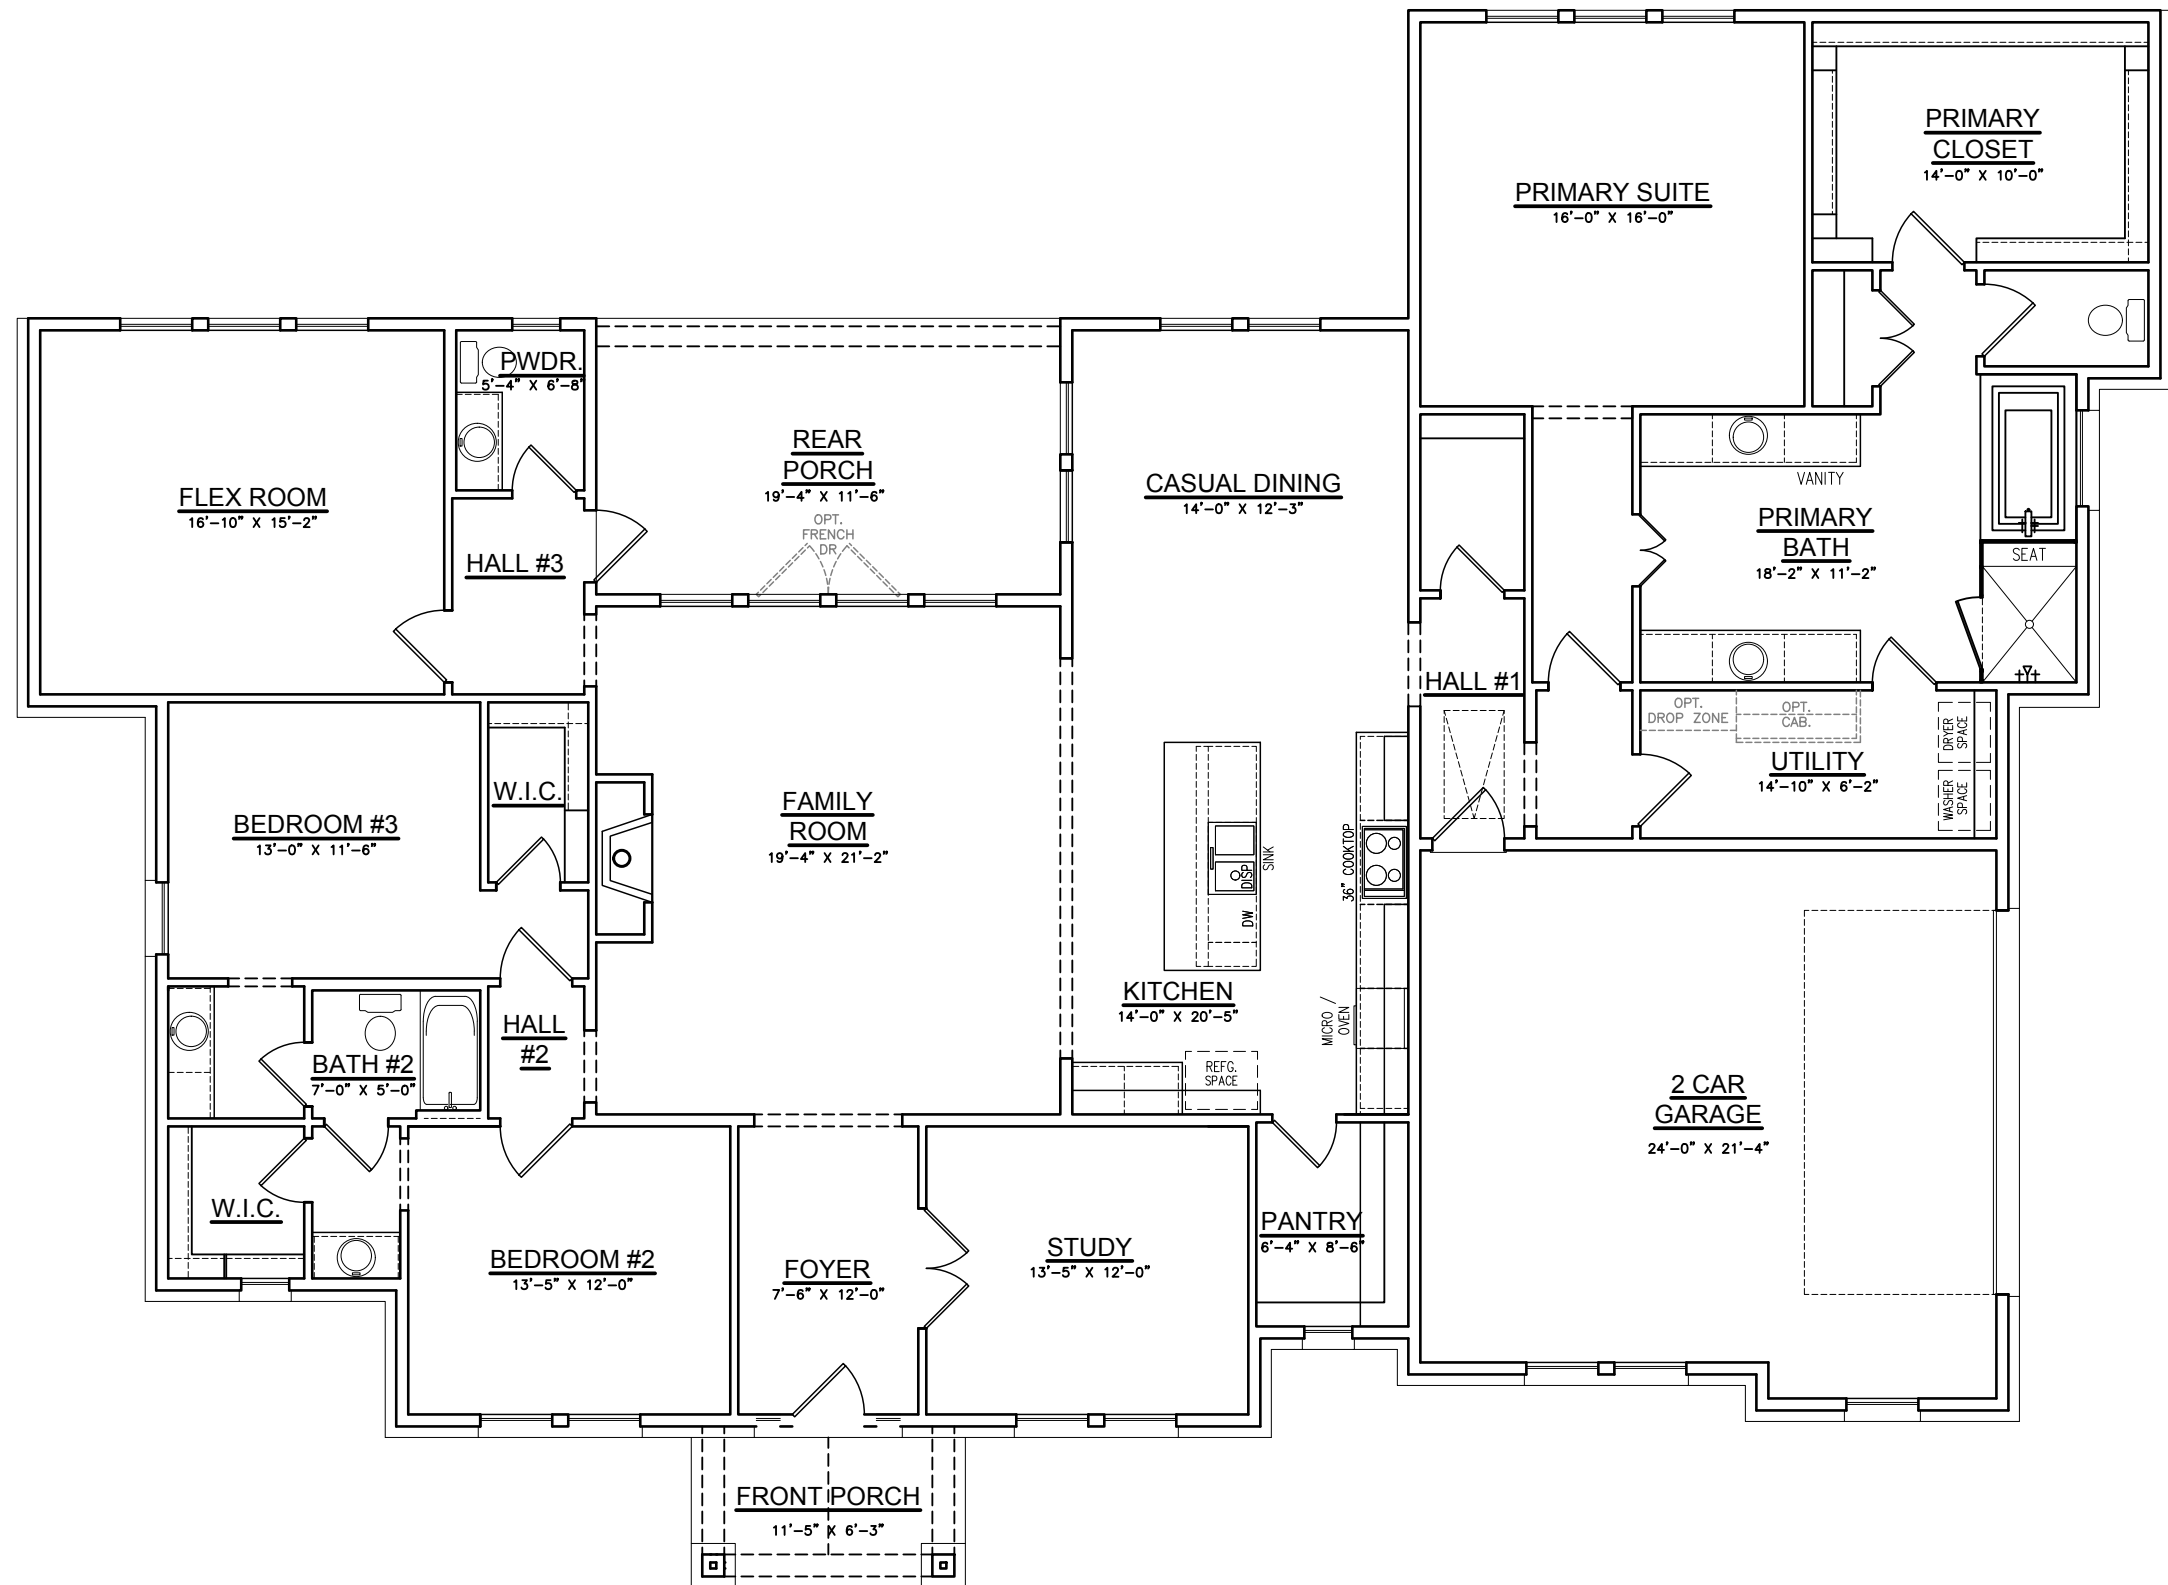 PRIMARY
CLOSET
14'-0" X 10'-0"
PRIMARY SUITE
16'-0" X 16'-0"
PWDR.
5'-4" X 6'-8"
REAR
PORCH
19'-4" X 11'-6"
OPT.
FRENCH
DR
FLEX ROOM
16'-10" X 15'-2"
HALL #3
CASUAL DINING
14'-0" X 12'-3"
VANITY
PRIMARY
BATH
18'-2" X 11'-2"
SEAT
HALL #1
OPT.
DROP ZONE
OPT.
CAB.
DRYER
SPACE
UTILITY
14'-10" X 6'-2"
WASHER
SPACE
W.I.C.
BEDROOM #3
13'-0" X 11'-6"
FAMILY
ROOM
19'-4" X 21'-2"
SINK
DISP
DW
36" COOKTOP
KITCHEN
14'-0" X 20'-5"
MICRO /
OVEN
REFG.
SPACE
HALL
#2
BATH #2
7'-0" X 5'-0"
2 CAR
GARAGE
24'-0" X 21'-4"
W.I.C.
BEDROOM #2
13'-5" X 12'-0"
FOYER
7'-6" X 12'-0"
STUDY
13'-5" X 12'-0"
PANTRY
6'-4" X 8'-6"
FRONT PORCH
11'-5" X 6'-3"